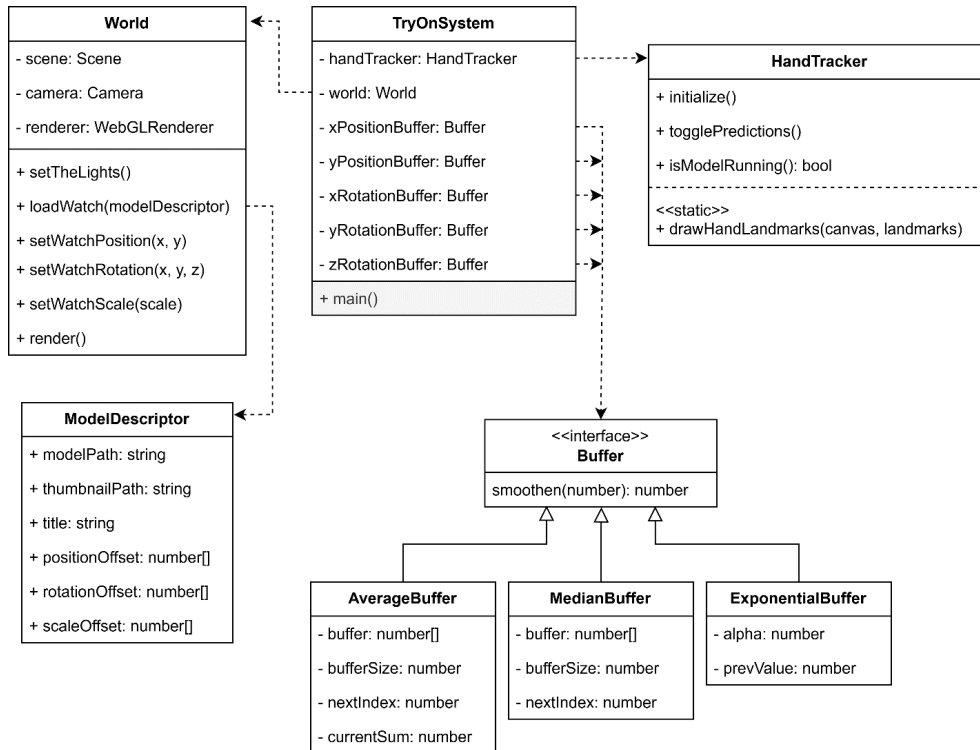 World
- scene: Scene
- camera: Camera
- renderer: WebGLRenderer
+ setTheLights()
+ loadWatch(modelDescriptor)
+ setWatchPosition(x, y)
+ setWatchRotation(x, y, z)
+ setWatchScale(scale)
+ render()
TryOnSystem
- handTracker: HandTracker
- world: World
- xPositionBuffer: Buffer
- yPositionBuffer: Buffer
- xRotationBuffer: Buffer
- yRotationBuffer: Buffer
- zRotationBuffer: Buffer
+ main()
HandTracker
+ initialize()
+ togglePredictions()
+ isModelRunning(): bool
<<static>>
+ drawHandLandmarks(canvas, landmarks)
ModelDescriptor
+ modelPath: string
+ thumbnailPath: string
+ title: string
+ positionOffset: number[]
+ rotationOffset: number[]
+ scaleOffset: number[]
<<interface>>
Buffer
smoothen(number): number
AverageBuffer
- buffer: number[]
- bufferSize: number
- nextIndex: number
- currentSum: number
MedianBuffer
- buffer: number[]
- bufferSize: number
- nextIndex: number
ExponentialBuffer
- alpha: number
- prevValue: number